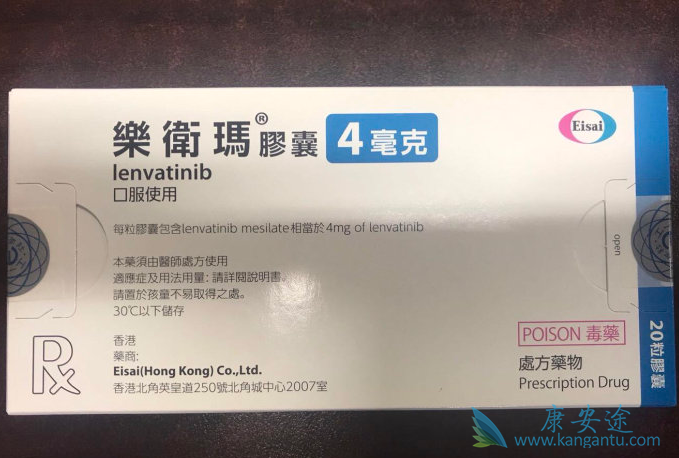 樂衛瑪®膠囊 4毫克
Eisai
lenvatinib
口服使用
每粒膠囊包含lenvatinib mesilate相當於4mg of lenvatinib
本藥須由醫師處方使用
適應症及用法用量:請詳閱說明書。
請置於孩童不易取得之處。
30℃以下儲存
open
香港
藥商:
Eisai(Hong Kong) Co.,Ltd.
香港北角英皇道250號北角城中心2007室
Rx
POISON 毒藥
處方藥物
Prescription Drug
20粒膠囊
康安途
www.kangantu.com